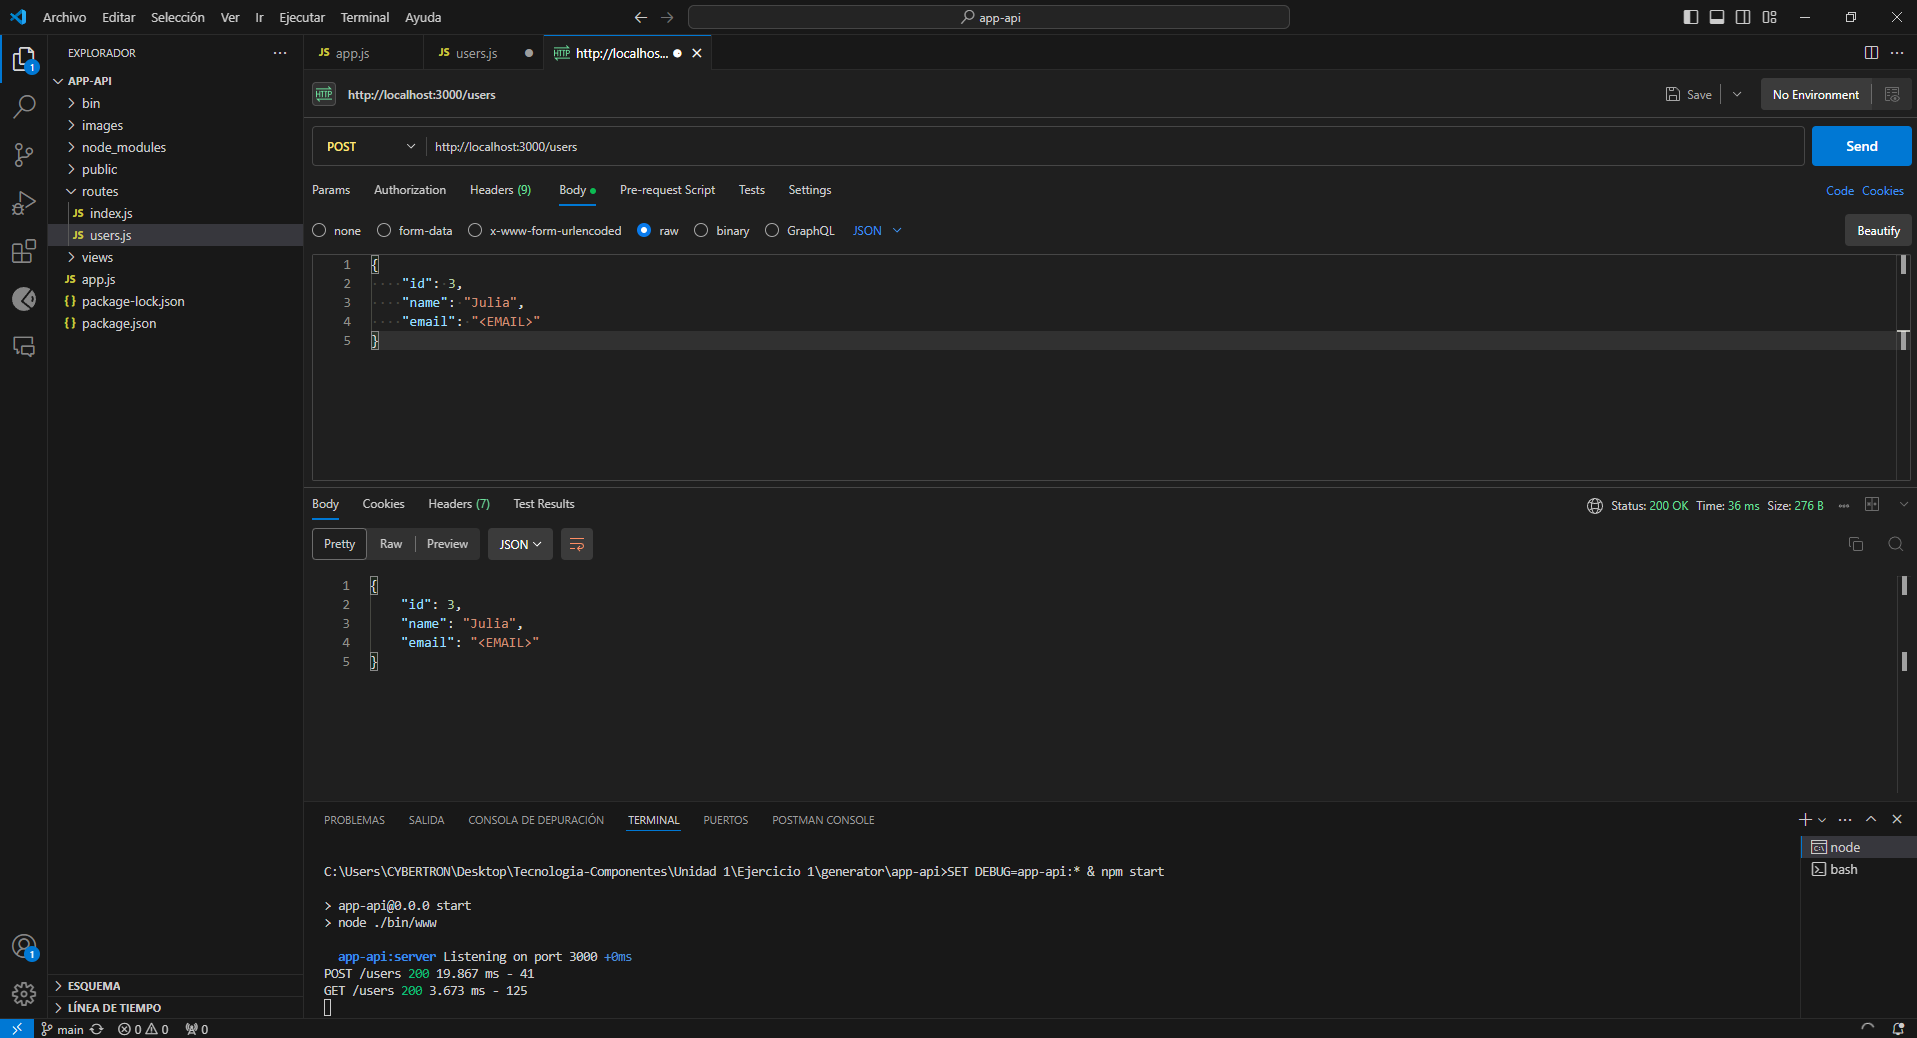 Archivo Editar Selección Ver Ir Ejecutar Terminal Ayuda
app-api
EXPLORADOR
APP-API
bin
images
node_modules
public
routes
JS index.js
JS users.js
views
JS app.js
{} package-lock.json
{} package.json
ESQUEMA
LÍNEA DE TIEMPO
1
1
JS app.js
JS users.js
HTTP http://localhos...
HTTP http://localhost:3000/users
Save
No Environment
POST
http://localhost:3000/users
Send
Params Authorization Headers (9) Body Pre-request Script Tests Settings
Code Cookies
none form-data x-www-form-urlencoded raw binary GraphQL JSON
Beautify
1 {
2 "id": 3,
3 "name": "Julia",
4 "email": "<EMAIL>"
5 }
Body Cookies Headers (7) Test Results
Status: 200 OK Time: 36 ms Size: 276 B
Pretty Raw Preview JSON
1 {
2 "id": 3,
3 "name": "Julia",
4 "email": "<EMAIL>"
5 }
PROBLEMAS SALIDA CONSOLA DE DEPURACIÓN TERMINAL PUERTOS POSTMAN CONSOLE
C:\Users\CYBERTRON\Desktop\Tecnologia-Componentes\Unidad 1\Ejercicio 1\generator\app-api>SET DEBUG=app-api:* & npm start
> app-api@0.0.0 start
> node ./bin/www
app-api:server Listening on port 3000 +0ms
POST /users 200 19.867 ms - 41
GET /users 200 3.673 ms - 125
node
bash
main 0 0 0